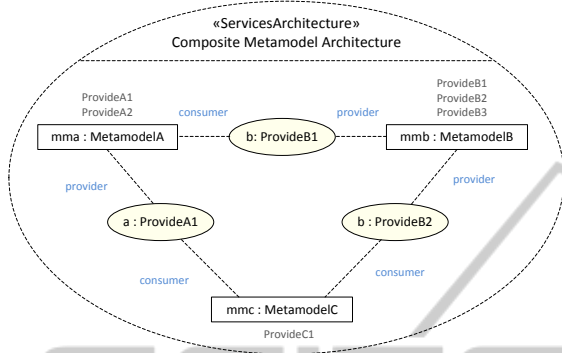 «ServicesArchitecture»
Composite Metamodel Architecture
ProvideB1
ProvideA1
ProvideB2
ProvideA2
consumer
provider
ProvideB3
mma : MetamodelA
b: ProvideB1
mmb : MetamodelB
provider
provider
a : ProvideA1
b : ProvideB2
consumer
consumer
mmc : MetamodelC
ProvideC1